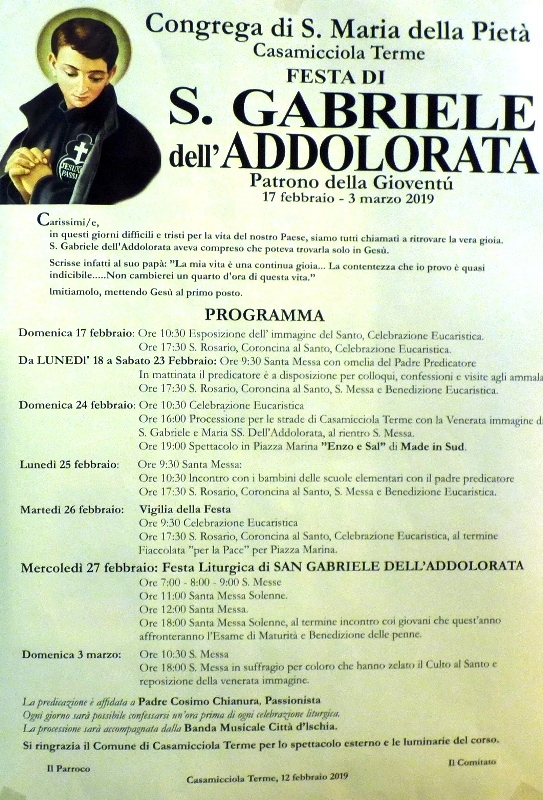 Congrega di S. Maria della Pietà
Casamicciola Terme
FESTA DI
S. GABRIELE
dell'ADDOLORATA
Patrono della Gioventú
17 febbraio - 3 marzo 2019
JESU XPI
PASSIO
Carissimi/e,
in questi giorni difficili e tristi per la vita del nostro Paese, siamo tutti chiamati a ritrovare la vera gioia.
S. Gabriele dell'Addolorata aveva compreso che poteva trovarla solo in Gesù.
Scrisse infatti al suo papà: "La mia vita è una continua gioia... La contentezza che io provo è quasi
indicibile.....Non cambierei un quarto d'ora di questa vita."
Imitiamolo, mettendo Gesù al primo posto.
PROGRAMMA
Domenica 17 febbraio: Ore 10:30 Esposizione dell' immagine del Santo, Celebrazione Eucaristica.
Ore 17:30 S. Rosario, Coroncina al Santo, Celebrazione Eucaristica.
Da LUNEDI' 18 a Sabato 23 Febbraio: Ore 9:30 Santa Messa con omelia del Padre Predicatore
In mattinata il predicatore è a disposizione per colloqui, confessioni e visite agli ammala
Ore 17:30 S. Rosario, Coroncina al Santo, S. Messa e Benedizione Eucaristica.
Domenica 24 febbraio: Ore 10:30 Celebrazione Eucaristica
Ore 16:00 Processione per le strade di Casamicciola Terme con la Venerata immagine di
S. Gabriele e Maria SS. Dell'Addolorata, al rientro S. Messa.
Ore 19:00 Spettacolo in Piazza Marina "Enzo e Sal" di Made in Sud.
Lunedì 25 febbraio: Ore 9:30 Santa Messa:
Ore 10:30 Incontro con i bambini delle scuole elementari con il padre predicatore
Ore 17:30 S. Rosario, Coroncina al Santo, S. Messa e Benedizione Eucaristica.
Martedì 26 febbraio: Vigilia della Festa
Ore 9:30 Celebrazione Eucaristica
Ore 17:30 S. Rosario, Coroncina al Santo, Celebrazione Eucaristica, al termine
Fiaccolata "per la Pace" per Piazza Marina.
Mercoledì 27 febbraio: Festa Liturgica di SAN GABRIELE DELL'ADDOLORATA
Ore 7:00 - 8:00 - 9:00 S. Messe
Ore 11:00 Santa Messa Solenne.
Ore 12:00 Santa Messa.
Ore 18:00 Santa Messa Solenne, al termine incontro coi giovani che quest'anno
affronteranno l'Esame di Maturità e Benedizione delle penne.
Domenica 3 marzo: Ore 10:30 S. Messa
Ore 18:00 S. Messa in suffragio per coloro che hanno zelato il Culto al Santo e
reposizione della venerata immagine.
La predicazione è affidata a Padre Cosimo Chianura, Passionista
Ogni giorno sarà possibile confessarsi un'ora prima di ogni celebrazione liturgica.
La processione sarà accompagnata dalla Banda Musicale Città d'Ischia.
Si ringrazia il Comune di Casamicciola Terme per lo spettacolo esterno e le luminarie del corso.
Il Parroco
Il Comitato
Casamicciola Terme, 12 febbraio 2019